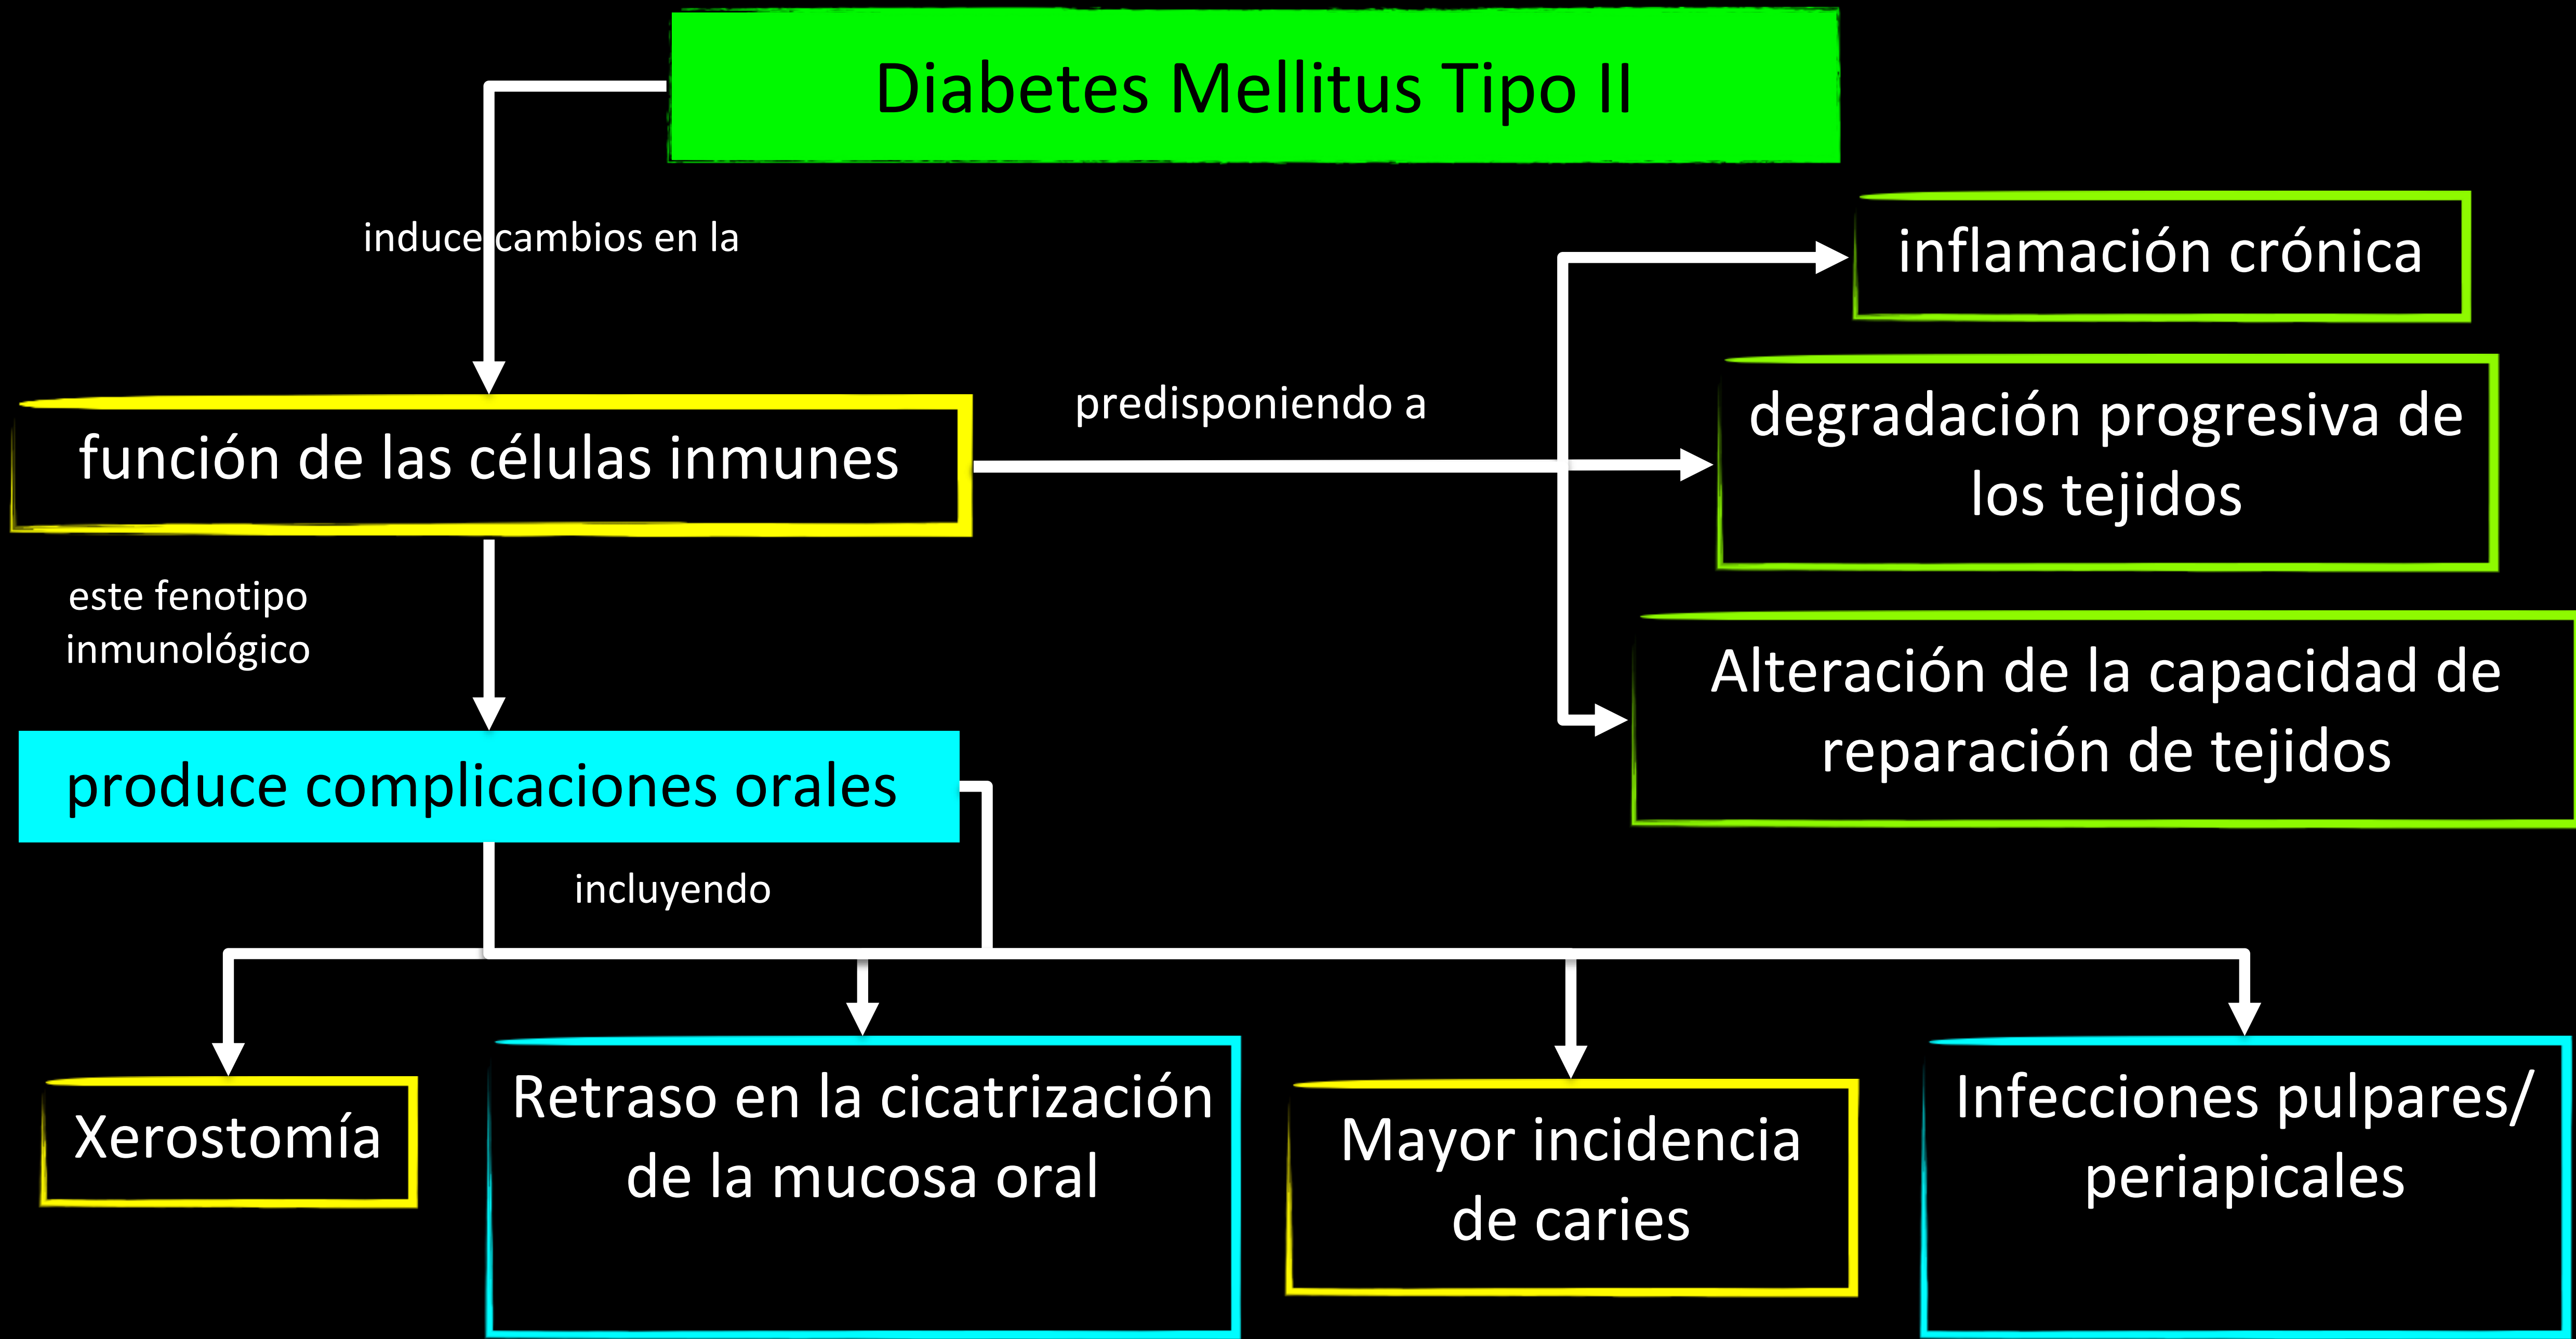 Diabetes Mellitus Tipo II
induce cambios en la
inflamación crónica
predisponiendo a
degradación progresiva de
los tejidos
función de las células inmunes
este fenotipo
inmunológico
Alteración de la capacidad de
reparación de tejidos
produce complicaciones orales
incluyendo
Xerostomía
Retraso en la cicatrización
de la mucosa oral
Mayor incidencia
de caries
Infecciones pulpares/
periapicales